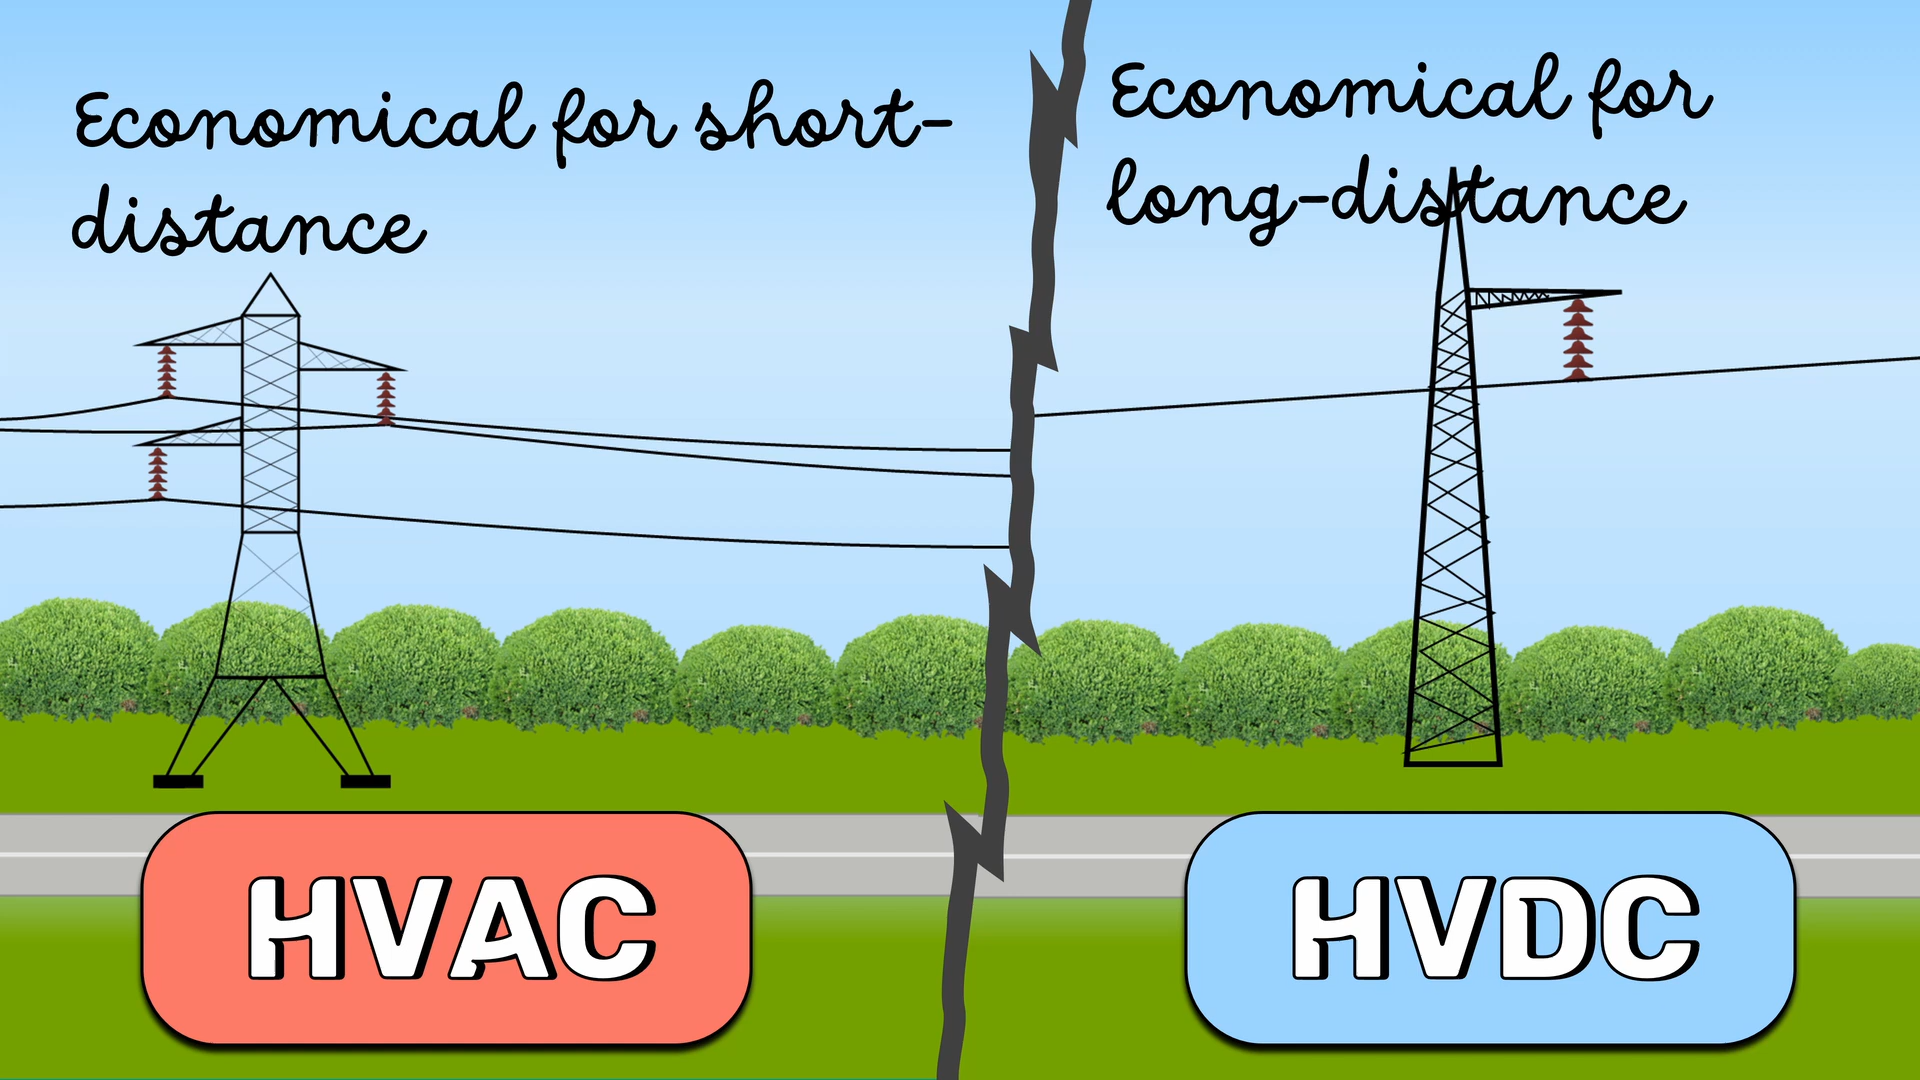 Economical for short-
distance
Economical for
long-distance
HVAC
HVDC